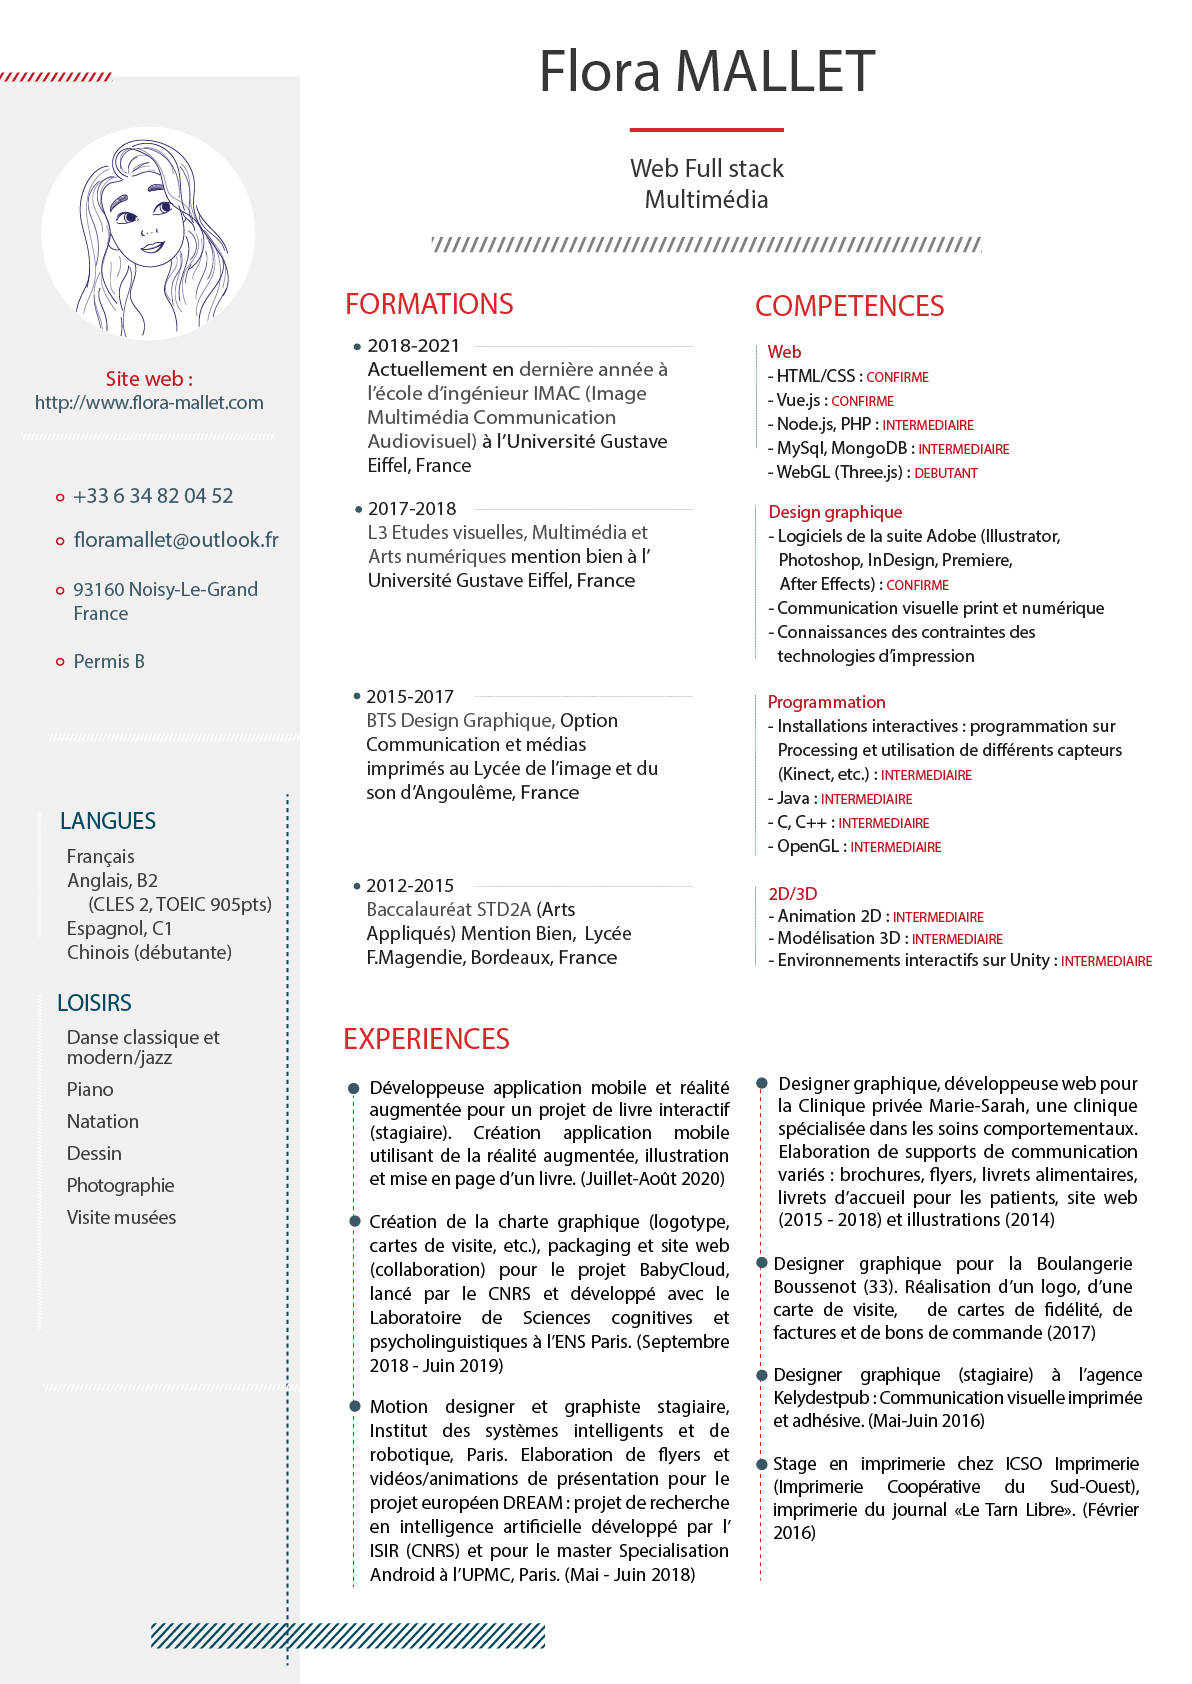 Flora MALLET
Web Full stack
Multimédia
Site web :
http://www.flora-mallet.com
+33 6 34 82 04 52
floramallet@outlook.fr
93160 Noisy-Le-Grand
France
Permis B
LANGUES
Français
Anglais, B2
(CLES 2, TOEIC 905pts)
Espagnol, C1
Chinois (débutante)
LOISIRS
Danse classique et
modern/jazz
Piano
Natation
Dessin
Photographie
Visite musées
FORMATIONS
2018-2021
Actuellement en dernière année à
l’école d’ingénieur IMAC (Image
Multimédia Communication
Audiovisuel) à l’Université Gustave
Eiffel, France
2017-2018
L3 Etudes visuelles, Multimédia et
Arts numériques mention bien à l’
Université Gustave Eiffel, France
2015-2017
BTS Design Graphique, Option
Communication et médias
imprimés au Lycée de l’image et du
son d’Angoulême, France
2012-2015
Baccalauréat STD2A (Arts
Appliqués) Mention Bien,  Lycée
F.Magendie, Bordeaux, France
COMPETENCES
Web
- HTML/CSS : CONFIRME
- Vue.js : CONFIRME
- Node.js, PHP : INTERMEDIAIRE
- MySql, MongoDB : INTERMEDIAIRE
- WebGL (Three.js) : DEBUTANT
Design graphique
- Logiciels de la suite Adobe (Illustrator,
Photoshop, InDesign, Premiere,
After Effects) : CONFIRME
- Communication visuelle print et numérique
- Connaissances des contraintes des
technologies d’impression
Programmation
- Installations interactives : programmation sur
Processing et utilisation de différents capteurs
(Kinect, etc.) : INTERMEDIAIRE
- Java : INTERMEDIAIRE
- C, C++ : INTERMEDIAIRE
- OpenGL : INTERMEDIAIRE
2D/3D
- Animation 2D : INTERMEDIAIRE
- Modélisation 3D : INTERMEDIAIRE
- Environnements interactifs sur Unity : INTERMEDIAIRE
EXPERIENCES
Développeuse application mobile et réalité
augmentée pour un projet de livre interactif
(stagiaire). Création application mobile
utilisant de la réalité augmentée, illustration
et mise en page d’un livre. (Juillet-Août 2020)
Création de la charte graphique (logotype,
cartes de visite, etc.), packaging et site web
(collaboration) pour le projet BabyCloud,
lancé par le CNRS et développé avec le
Laboratoire de Sciences cognitives et
psycholinguistiques à l’ENS Paris. (Septembre
2018 - Juin 2019)
Motion designer et graphiste stagiaire,
Institut des systèmes intelligents et de
robotique, Paris. Elaboration de flyers et
vidéos/animations de présentation pour le
projet européen DREAM : projet de recherche
en intelligence artificielle développé par l’
ISIR (CNRS) et pour le master Specialisation
Android à l’UPMC, Paris. (Mai - Juin 2018)
Designer graphique, développeuse web pour
la Clinique privée Marie-Sarah, une clinique
spécialisée dans les soins comportementaux.
Elaboration de supports de communication
variés : brochures, flyers, livrets alimentaires,
livrets d’accueil pour les patients, site web
(2015 - 2018) et illustrations (2014)
Designer graphique pour la Boulangerie
Boussenot (33). Réalisation d’un logo, d’une
carte de visite,   de cartes de fidélité, de
factures et de bons de commande (2017)
Designer graphique (stagiaire) à l’agence
Kelydestpub : Communication visuelle imprimée
et adhésive. (Mai-Juin 2016)
Stage en imprimerie chez ICSO Imprimerie
(Imprimerie Coopérative du Sud-Ouest),
imprimerie du journal «Le Tarn Libre». (Février
2016)